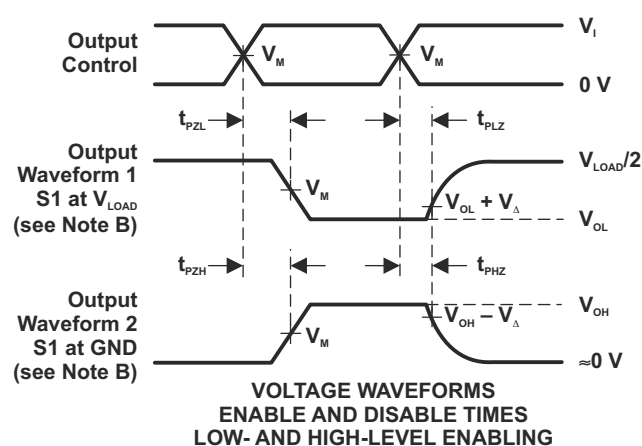 Output
Control
V_M
V_M
V_I
0 V
t_PZL
t_PLZ
Output
Waveform 1
S1 at V_LOAD
(see Note B)
V_M
V_LOAD/2
V_OL + V_Δ
V_OL
t_PZH
t_PHZ
Output
Waveform 2
S1 at GND
(see Note B)
V_M
V_OH
V_OH – V_Δ
≈0 V
VOLTAGE WAVEFORMS
ENABLE AND DISABLE TIMES
LOW- AND HIGH-LEVEL ENABLING